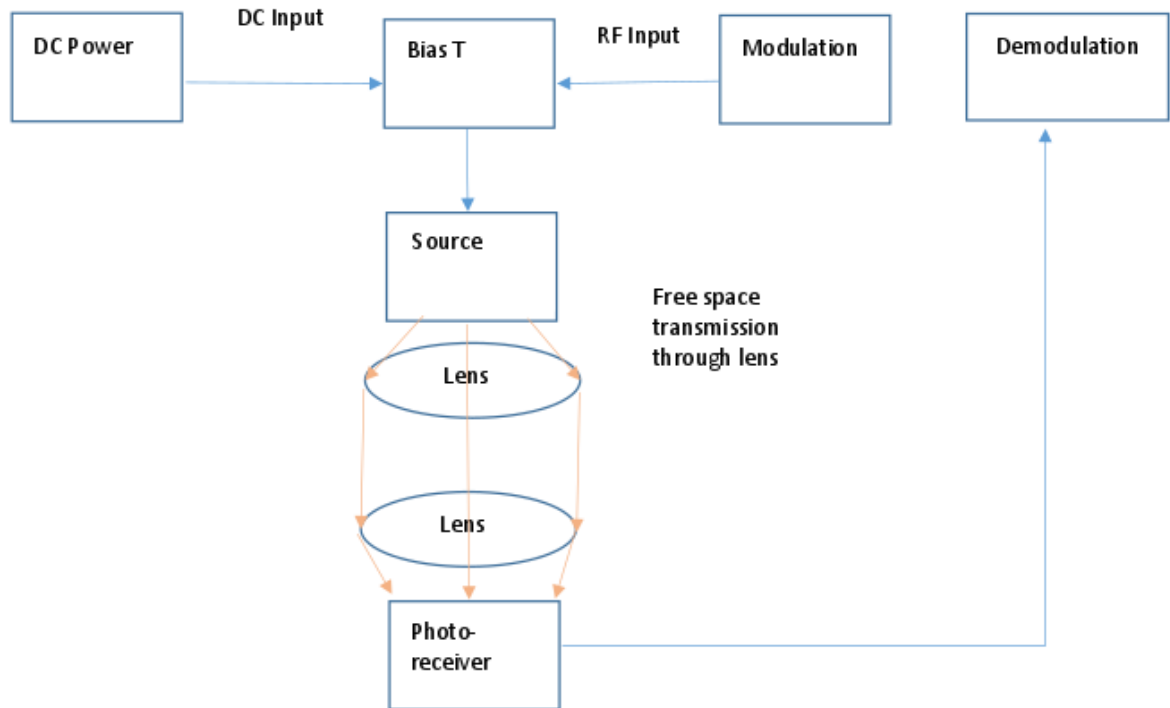 DC Input
DC Power
Bias T
RF Input
Modulation
Demodulation
Source
Free space
transmission
through lens
Lens
Lens
Photo-
receiver